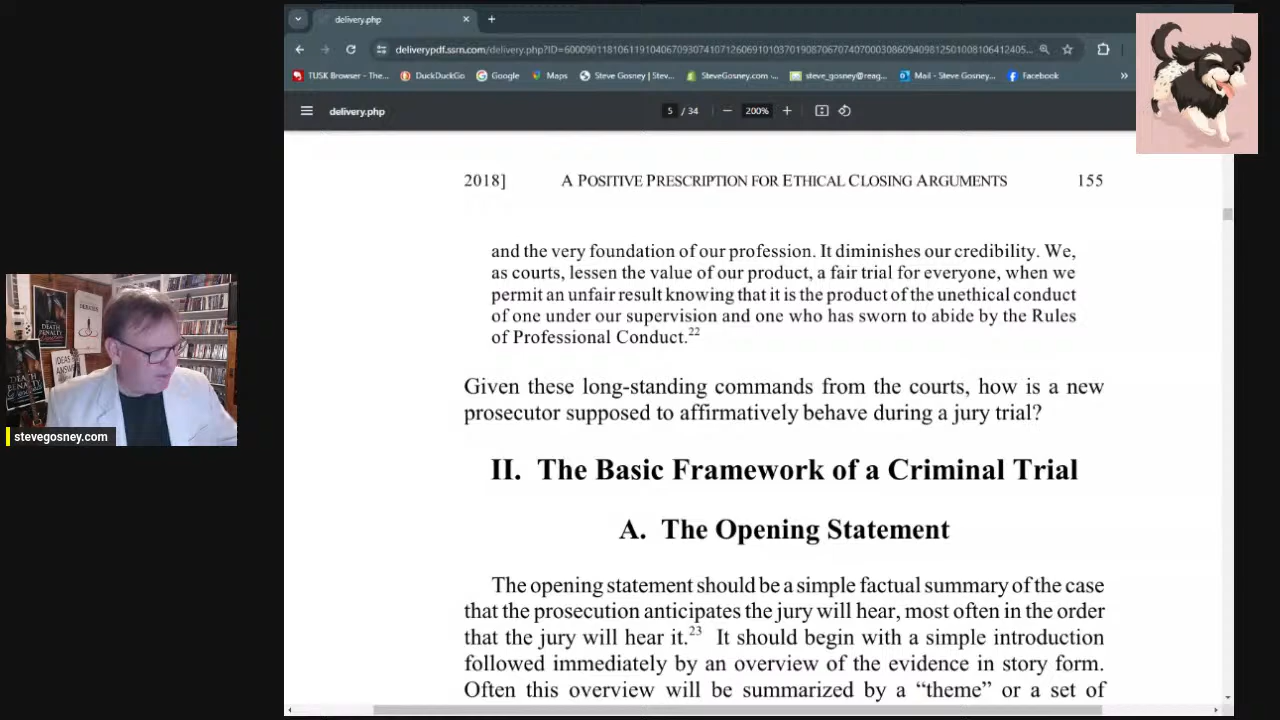 delivery.php
deliverypdf.ssrn.com/delivery.php?ID=
TUSK Browser - The...
DuckDuckGo
Google
Maps
Steve Gosney | Stev...
SteveGosney.com -...
steve_gosney@reag...
Mail - Steve Gosney...
Facebook
»
delivery.php
5 / 34
200%
2018] A POSITIVE PRESCRIPTION FOR ETHICAL CLOSING ARGUMENTS 155
and the very foundation of our profession. It diminishes our credibility. We,
as courts, lessen the value of our product, a fair trial for everyone, when we
permit an unfair result knowing that it is the product of the unethical conduct
of one under our supervision and one who has sworn to abide by the Rules
of Professional Conduct.22
Given these long-standing commands from the courts, how is a new
prosecutor supposed to affirmatively behave during a jury trial?
II. The Basic Framework of a Criminal Trial
A. The Opening Statement
The opening statement should be a simple factual summary of the case
that the prosecution anticipates the jury will hear, most often in the order
that the jury will hear it.23 It should begin with a simple introduction
followed immediately by an overview of the evidence in story form.
Often this overview will be summarized by a “theme” or a set of
DEATH
PENALTY
stevegosney.com